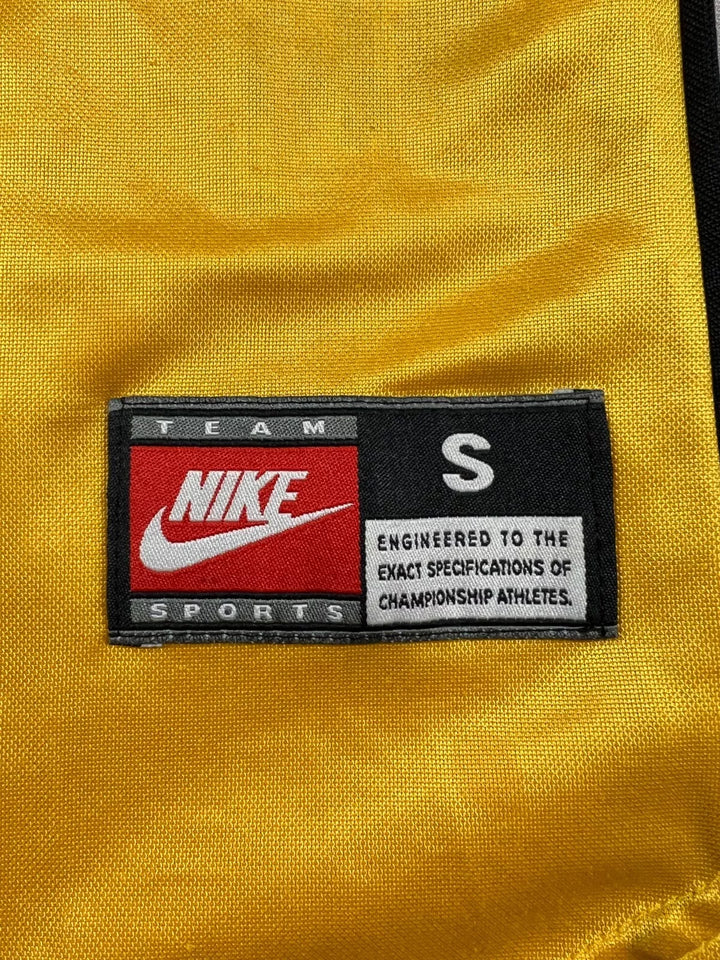 TEAM
NIKE
SPORTS
S
ENGINEERED TO THE
EXACT SPECIFICATIONS OF
CHAMPIONSHIP ATHLETES.